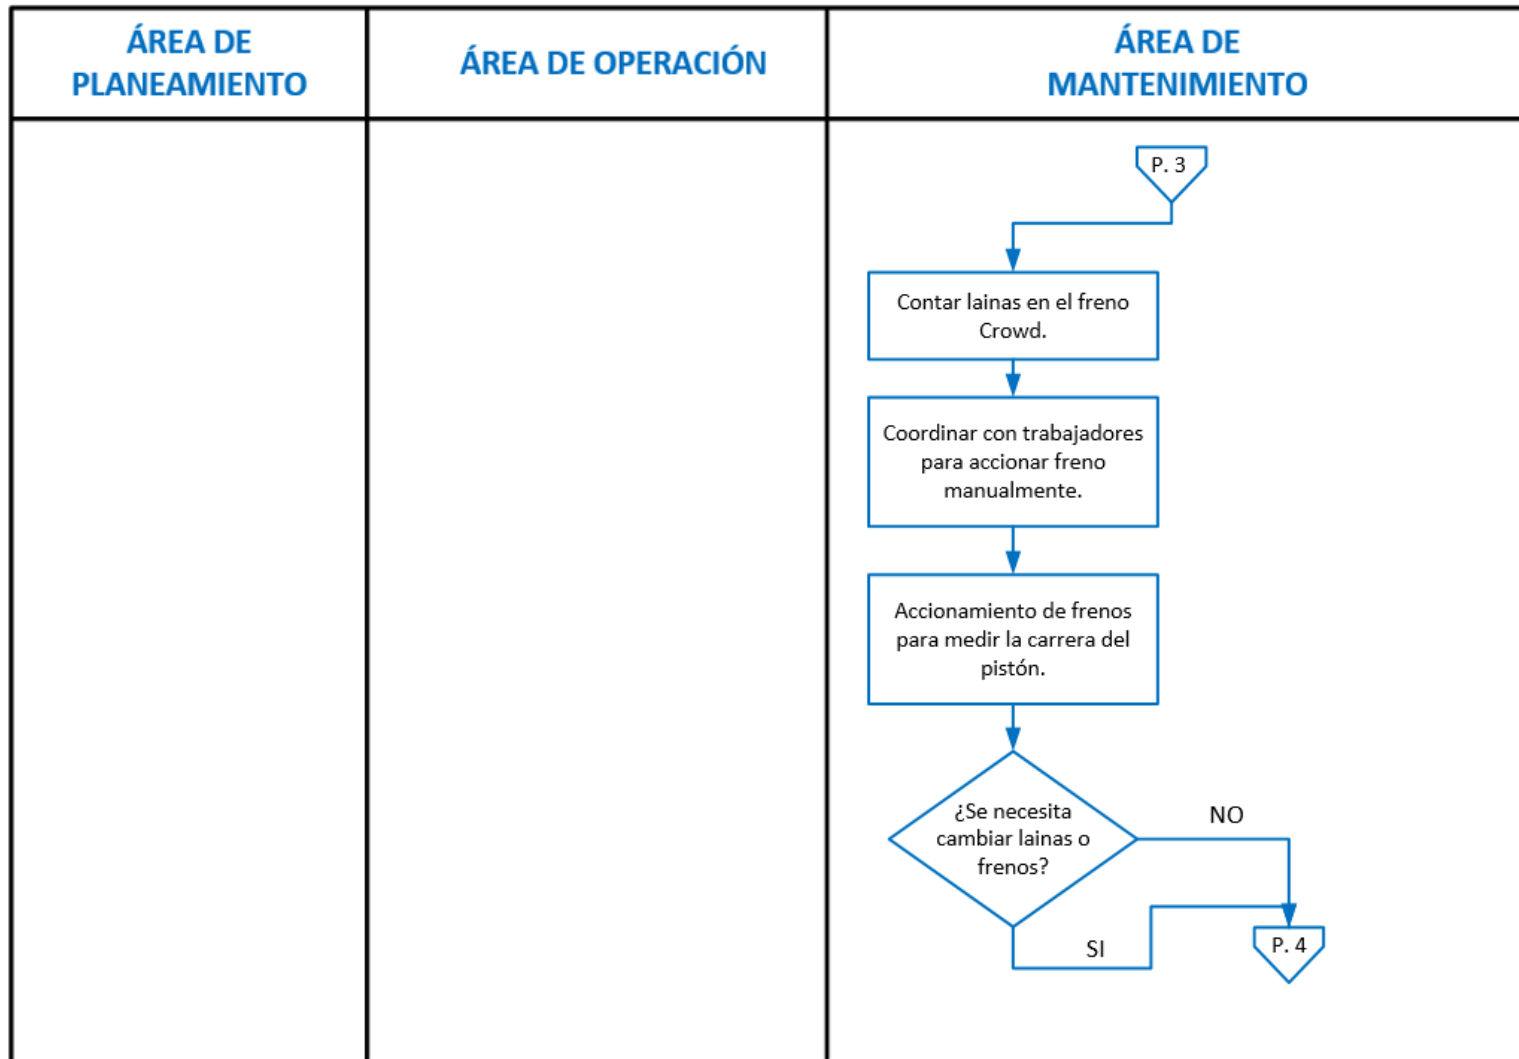 ÁREA DE
PLANEAMIENTO
ÁREA DE OPERACIÓN
ÁREA DE
MANTENIMIENTO
P. 3
Contar lainas en el freno
Crowd.
Coordinar con trabajadores
para accionar freno
manualmente.
Accionamiento de frenos
para medir la carrera del
pistón.
¿Se necesita
cambiar lainas o
frenos?
NO
SI
P. 4